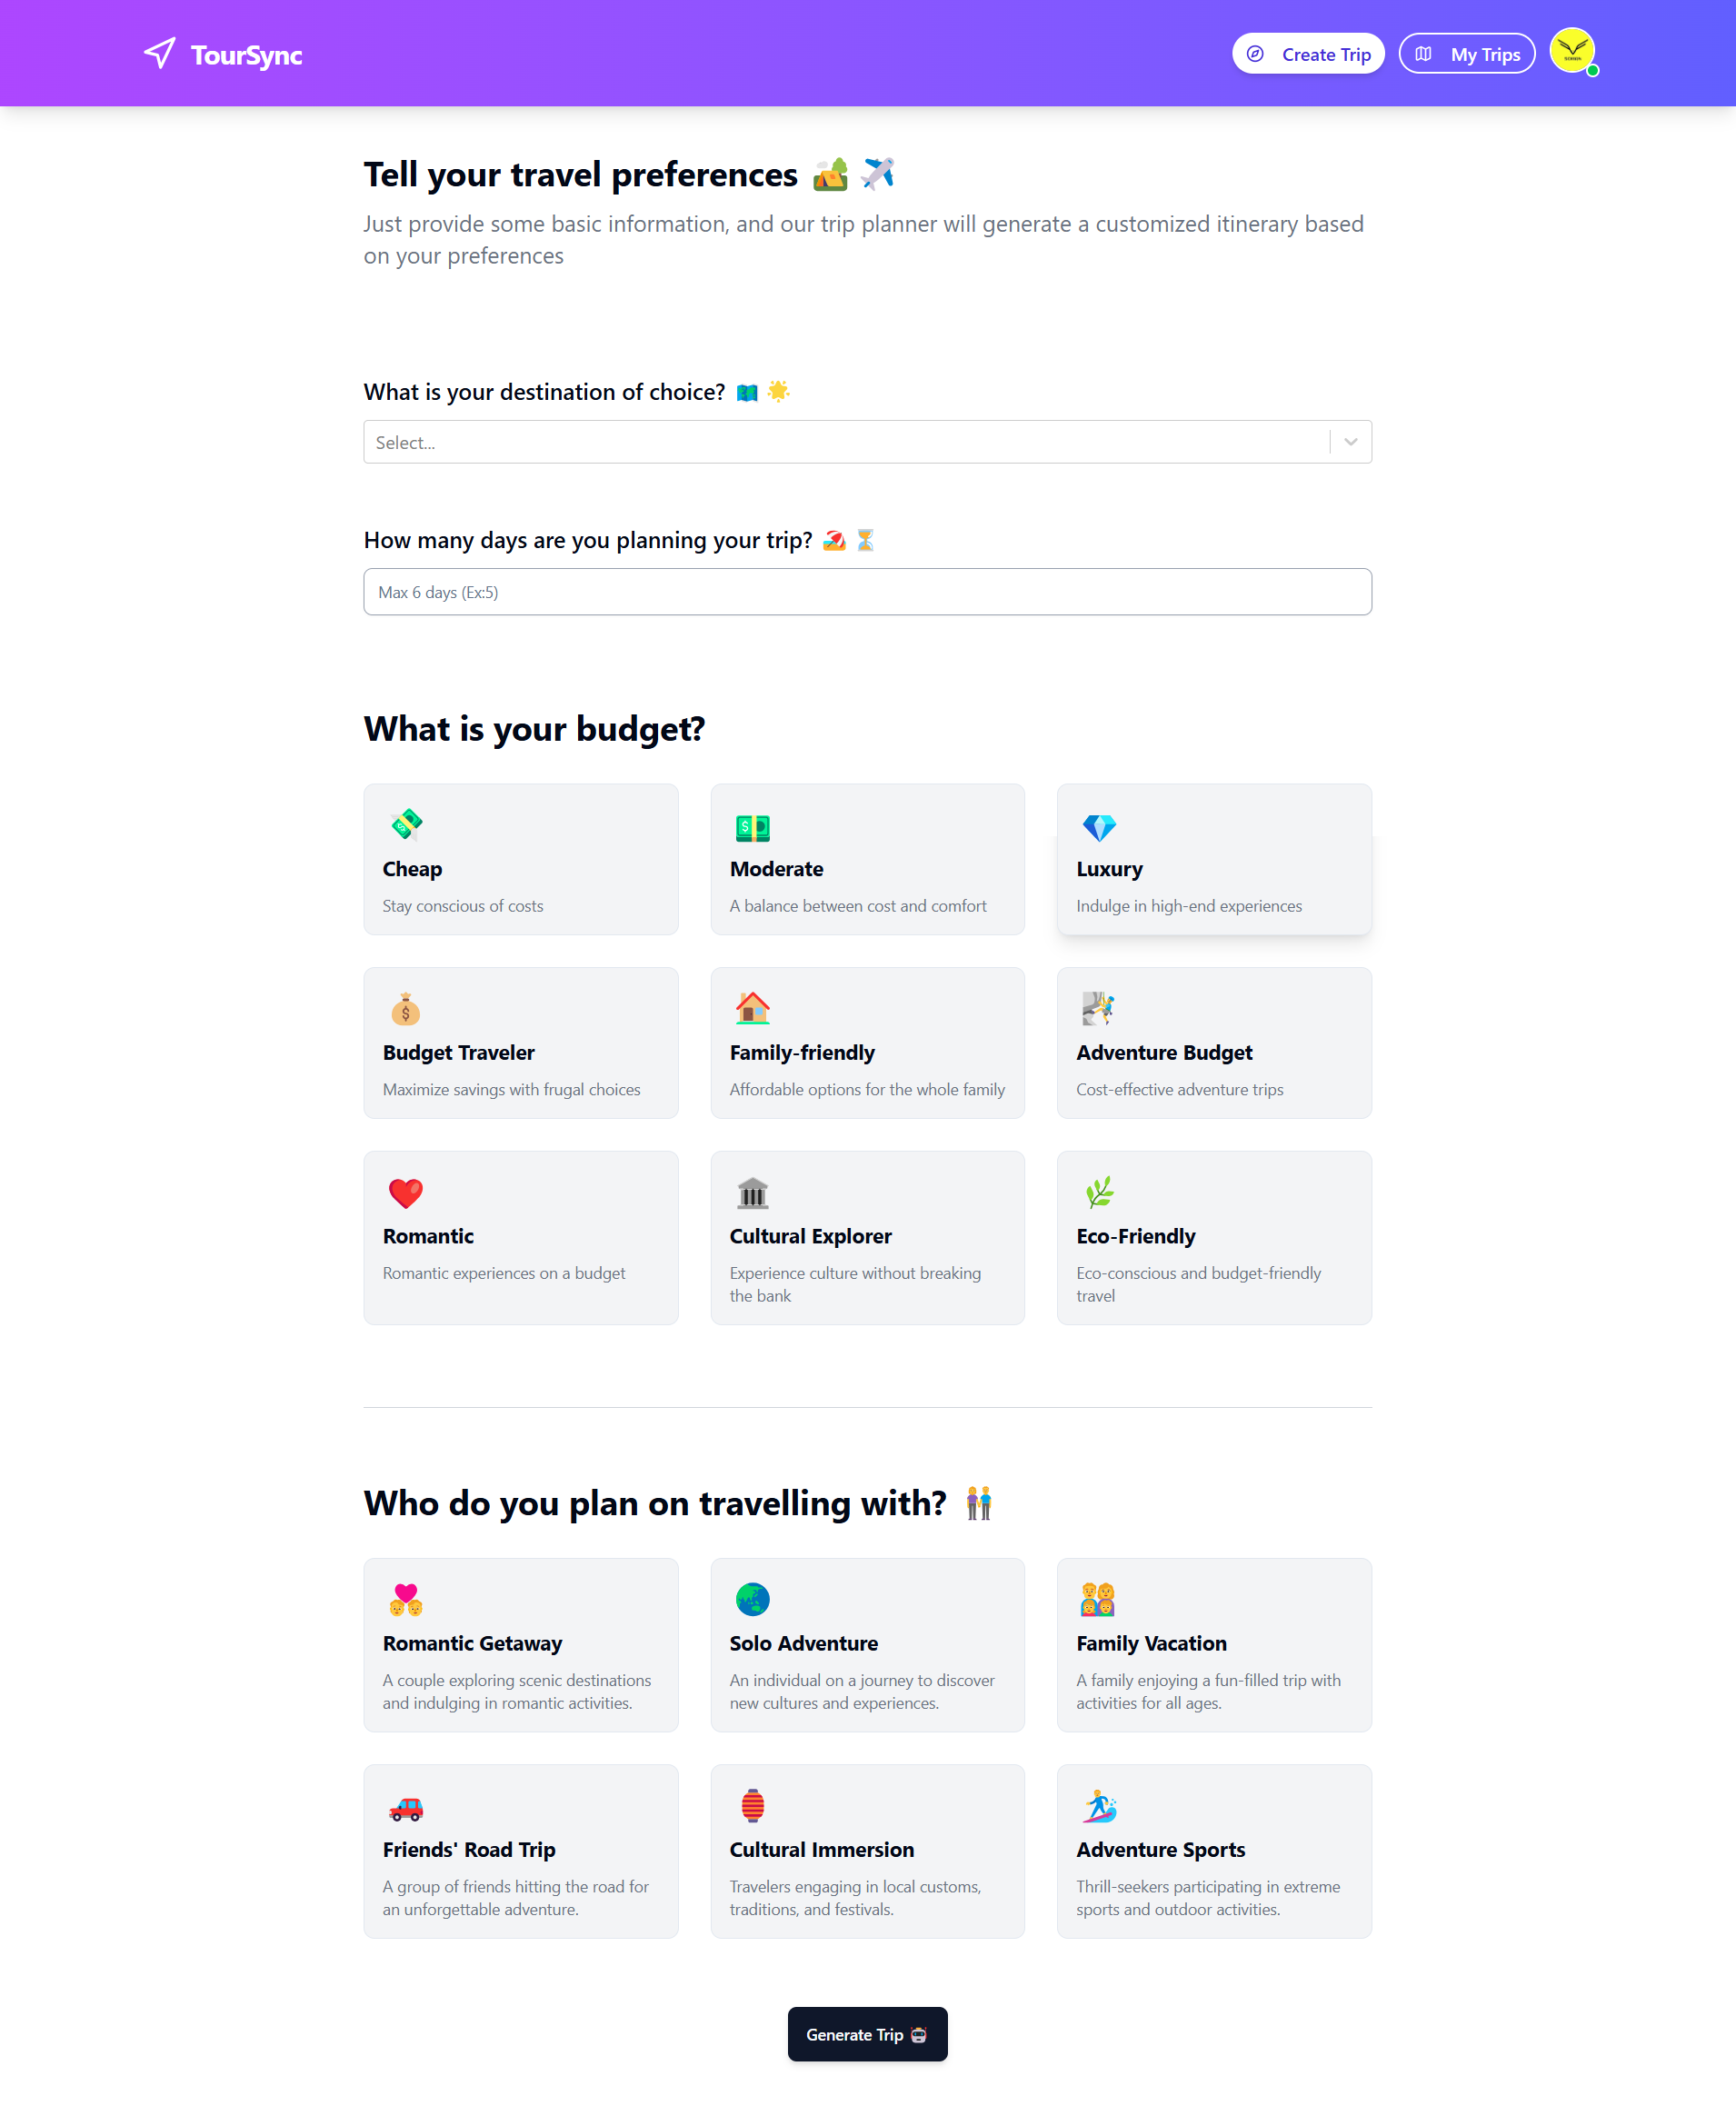 TourSync
Create Trip
My Trips
Tell your travel preferences 🏕️ ✈️
Just provide some basic information, and our trip planner will generate a customized itinerary based
on your preferences
What is your destination of choice? 🗺️ 🌟
Select...
How many days are you planning your trip? 🏖️ ⏳
Max 6 days (Ex:5)
What is your budget?
Cheap
Stay conscious of costs
Moderate
A balance between cost and comfort
Luxury
Indulge in high-end experiences
Budget Traveler
Maximize savings with frugal choices
Family-friendly
Affordable options for the whole family
Adventure Budget
Cost-effective adventure trips
Romantic
Romantic experiences on a budget
Cultural Explorer
Experience culture without breaking
the bank
Eco-Friendly
Eco-conscious and budget-friendly
travel
Who do you plan on travelling with? 👬
Romantic Getaway
A couple exploring scenic destinations
and indulging in romantic activities.
Solo Adventure
An individual on a journey to discover
new cultures and experiences.
Family Vacation
A family enjoying a fun-filled trip with
activities for all ages.
Friends' Road Trip
A group of friends hitting the road for
an unforgettable adventure.
Cultural Immersion
Travelers engaging in local customs,
traditions, and festivals.
Adventure Sports
Thrill-seekers participating in extreme
sports and outdoor activities.
Generate Trip 🤖